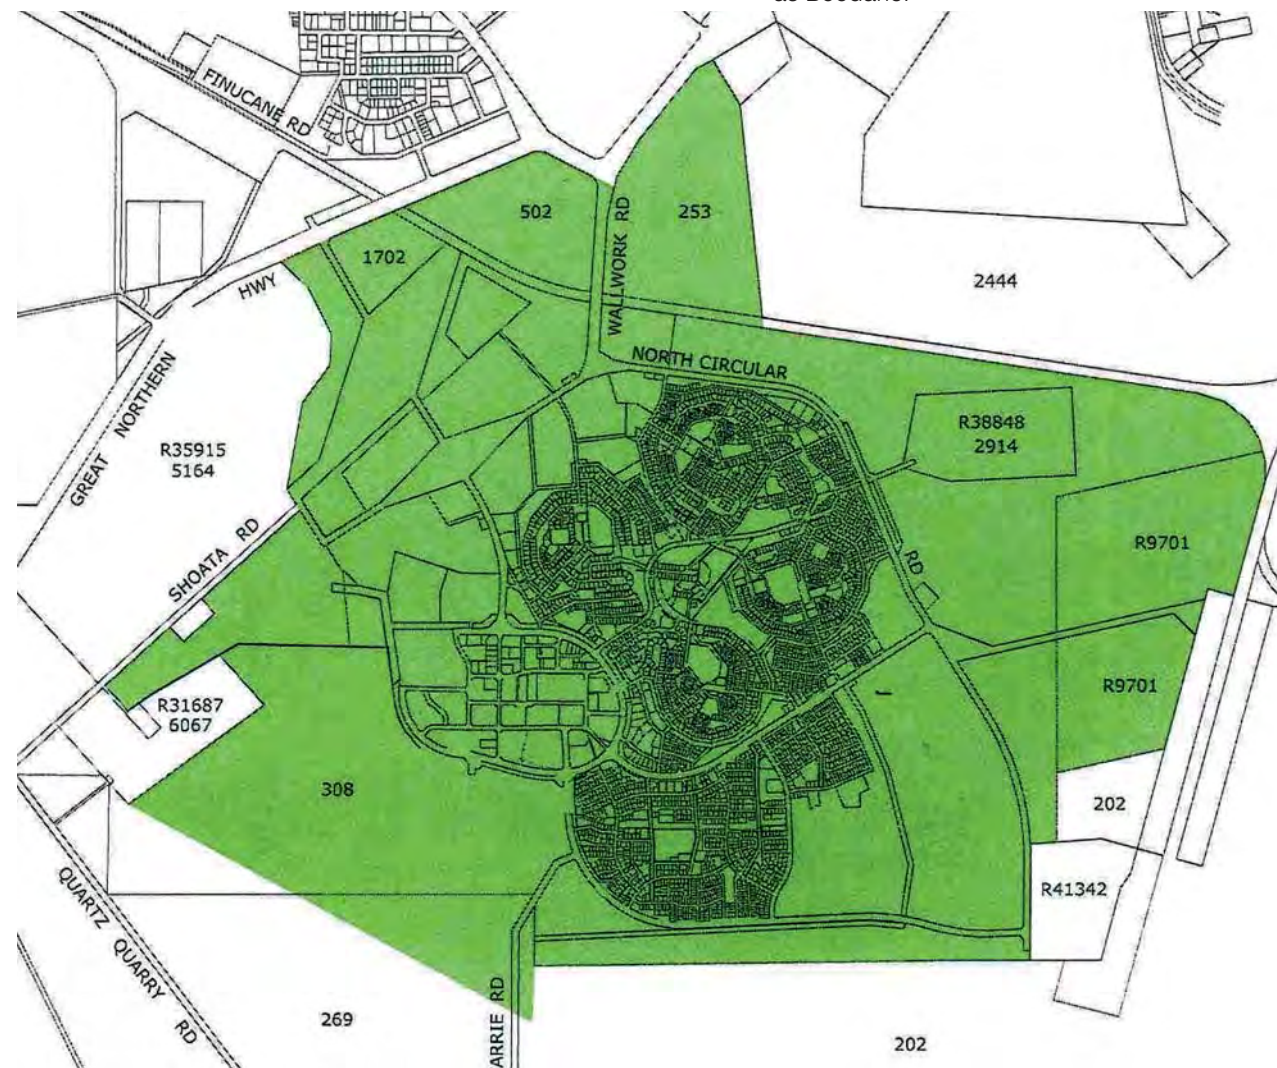 FINUCANE RD
502
253
WALLWORK RD
1702
2444
HWY
NORTH CIRCULAR
GREAT NORTHERN
R38848
2914
R35915
5164
SHOATA RD
RD
R9701
R9701
R31687
6067
308
202
R41342
QUARTZ QUARRY RD
ARRIE RD
269
202